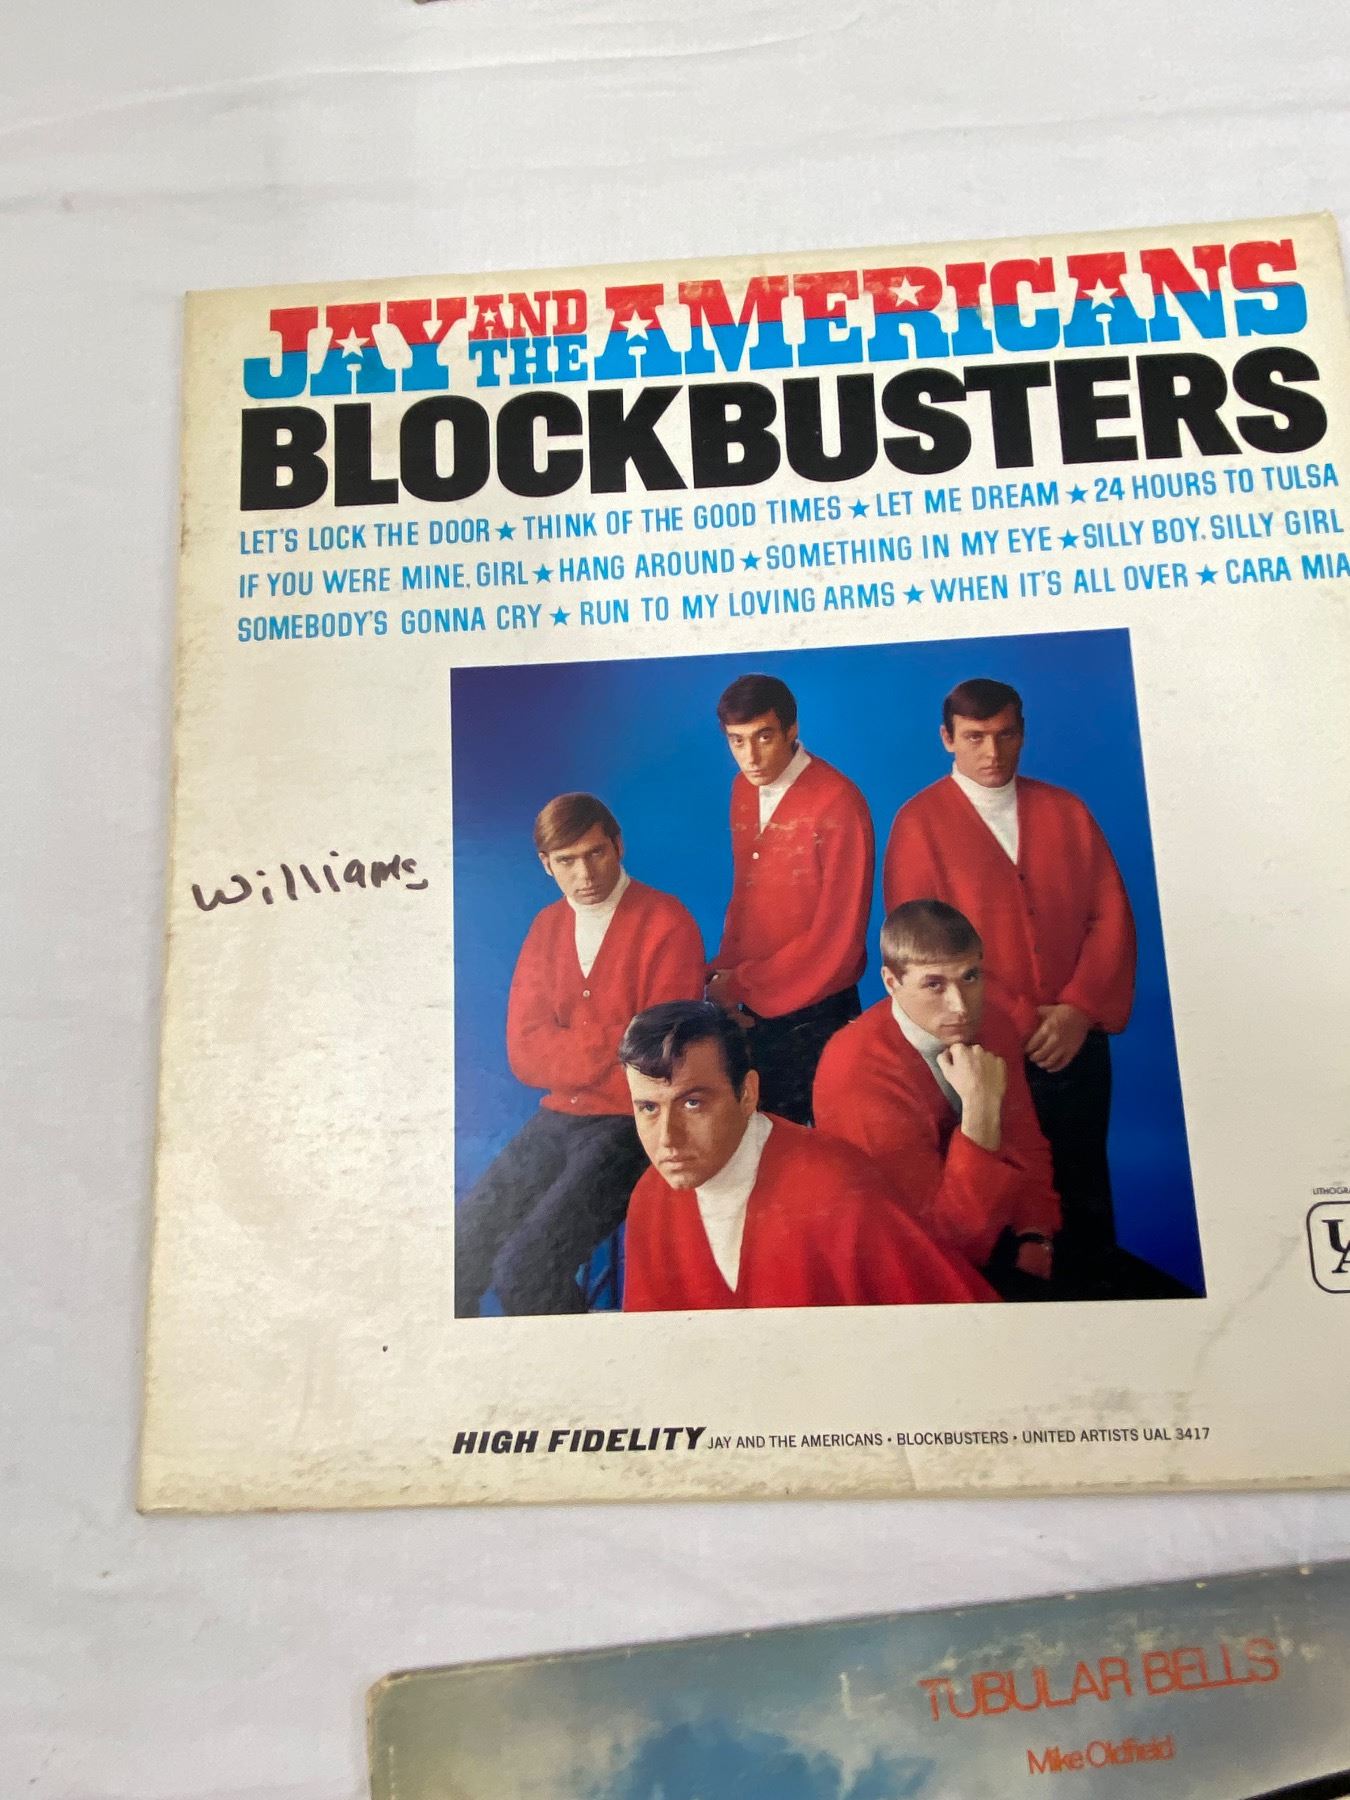 JAY AND THE AMERICANS
BLOCKBUSTERS
LET'S LOCK THE DOOR ★ THINK OF THE GOOD TIMES ★ LET ME DREAM ★ 24 HOURS TO TULSA
IF YOU WERE MINE, GIRL ★ HANG AROUND ★ SOMETHING IN MY EYE ★ SILLY BOY, SILLY GIRL
SOMEBODY'S GONNA CRY ★ RUN TO MY LOVING ARMS ★ WHEN IT'S ALL OVER ★ CARA MIA
Williams
UA
HIGH FIDELITY JAY AND THE AMERICANS • BLOCKBUSTERS • UNITED ARTISTS UAL 3417
TUBULAR BELLS
Mike Oldfield